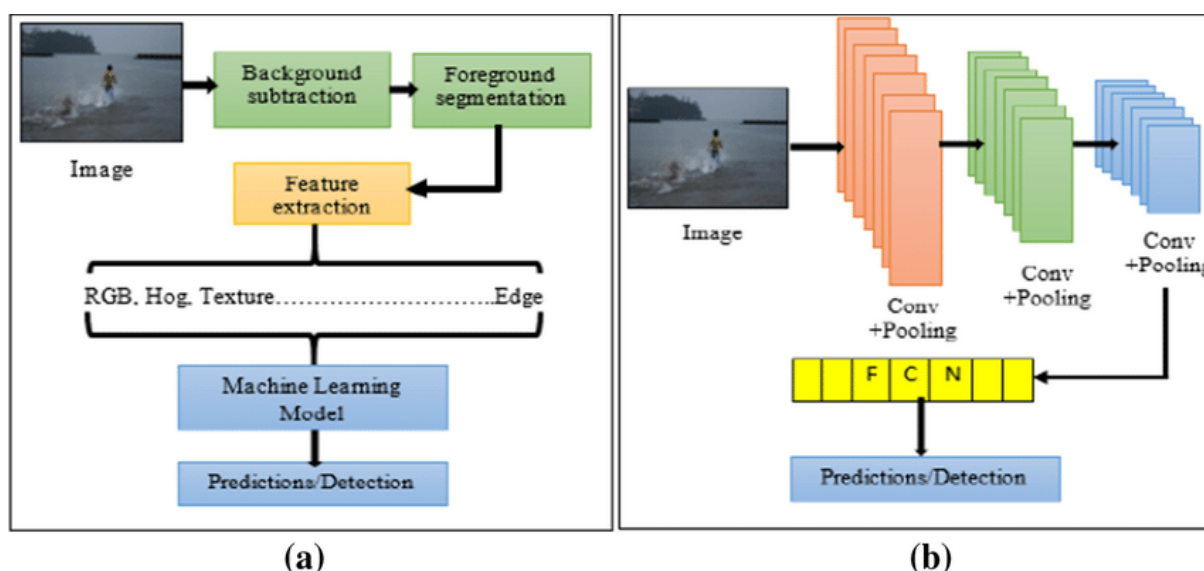 Image
Background
subtraction
Foreground
segmentation
Feature
extraction
RGB, Hog, Texture……………………………Edge
Machine Learning
Model
Predictions/Detection
(a)
Image
Conv
+Pooling
Conv
+Pooling
Conv
+Pooling
F C N
Predictions/Detection
(b)